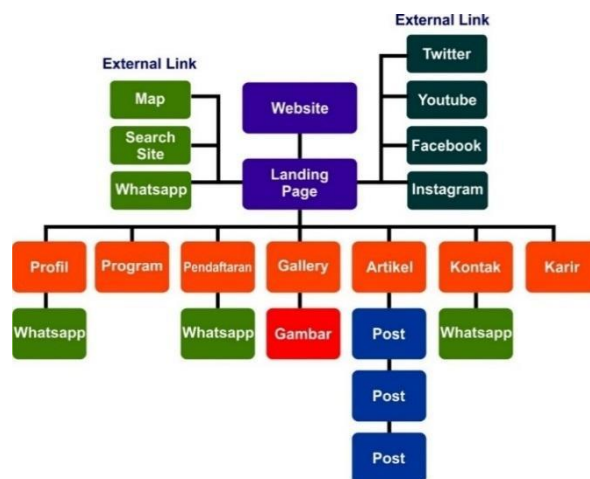 External Link
External Link
Map
Search
Site
Whatsapp
Website
Landing
Page
Twitter
Youtube
Facebook
Instagram
Profil
Program
Pendaftaran
Gallery
Artikel
Kontak
Karir
Whatsapp
Whatsapp
Gambar
Post
Whatsapp
Post
Post